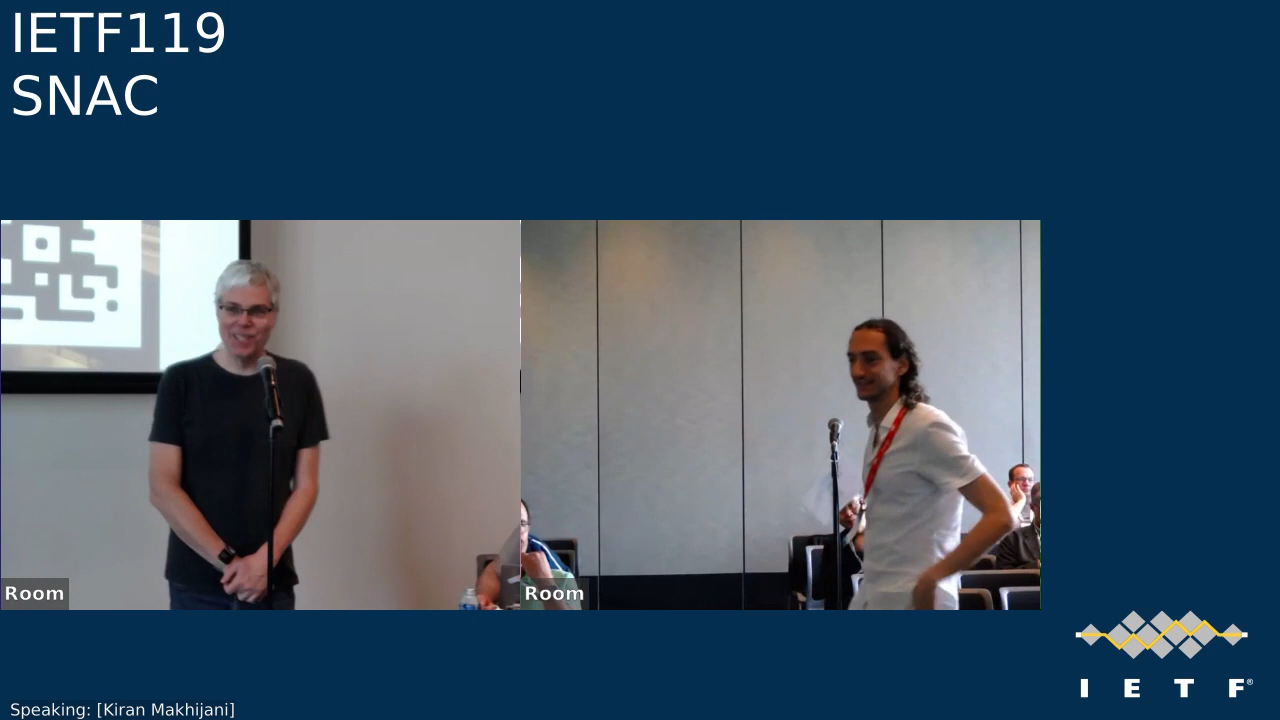 IETF119
SNAC
Room
Room
I E T F®
Speaking: [Kiran Makhijani]